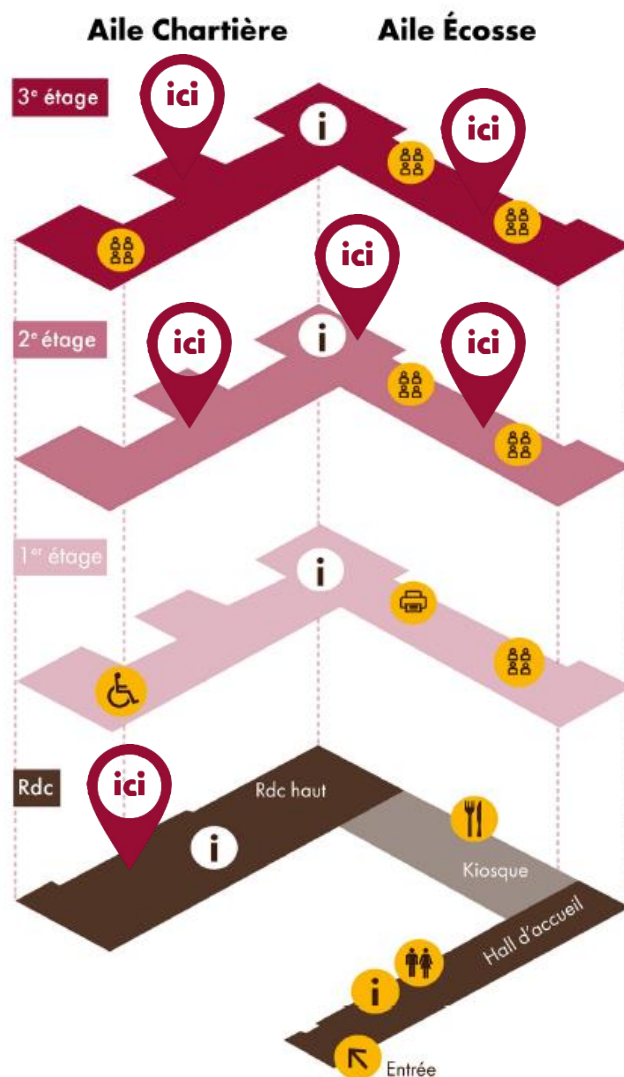 Aile Chartière
Aile Écosse
3e étage
ici
i
ici
2e étage
ici
i
ici
ici
1er étage
i
Rdc
ici
Rdc haut
i
Kiosque
Hall d'accueil
i
Entrée